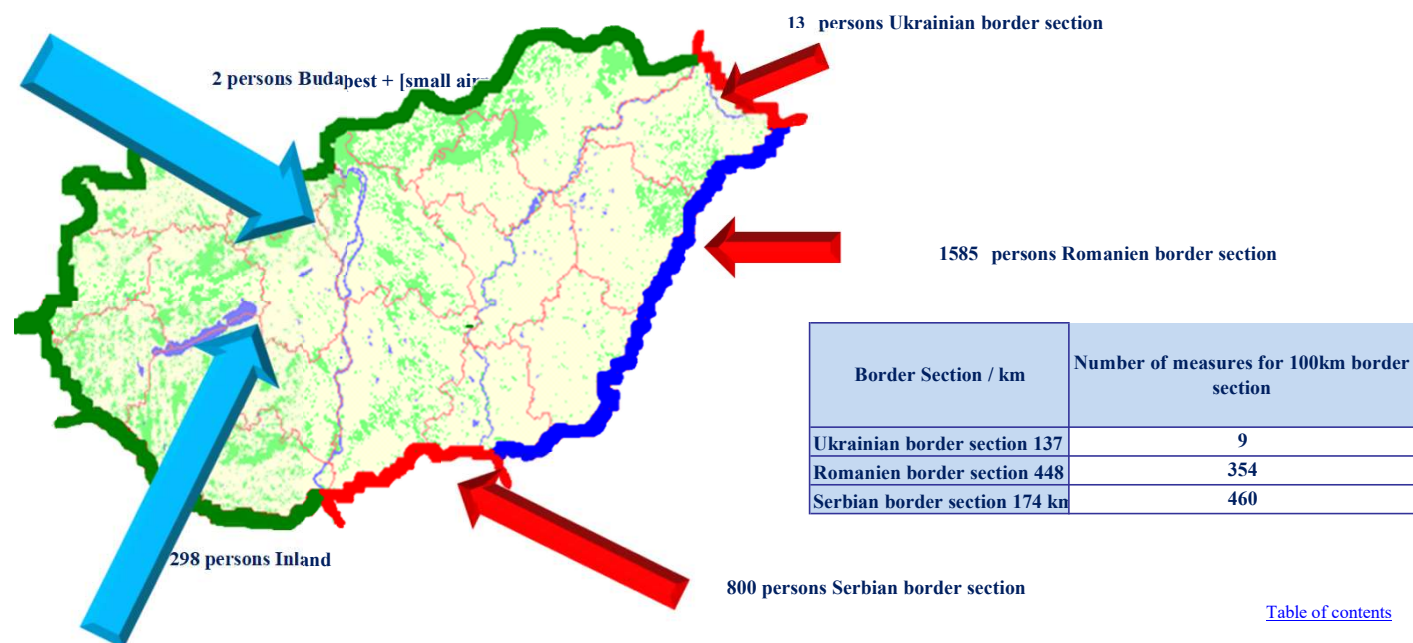 13 persons Ukrainian border section
2 persons Budapest + [small air
1585 persons Romanien border section
Border Section / km
Number of measures for 100km border
section
Ukrainian border section 137
9
Romanien border section 448
354
Serbian border section 174 km
460
298 persons Inland
800 persons Serbian border section
Table of contents